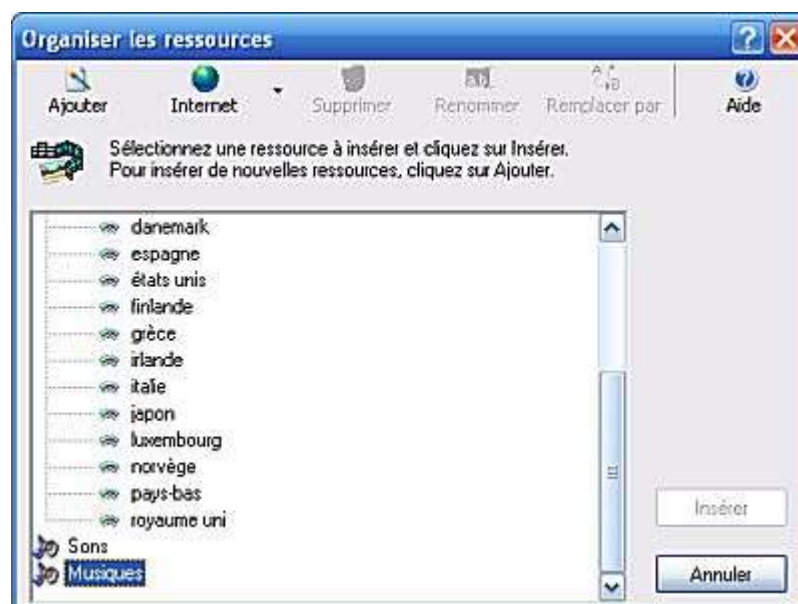 Organiser les ressources
Ajouter Internet Supprimer Renommer Remplacer par Aide
Sélectionnez une ressource à insérer et cliquez sur Insérer.
Pour insérer de nouvelles ressources, cliquez sur Ajouter.
danemark
espagne
états unis
finlande
grèce
irlande
italie
japon
luxembourg
norvège
pays-bas
royaume uni
Sons
Musiques
Insérer
Annuler